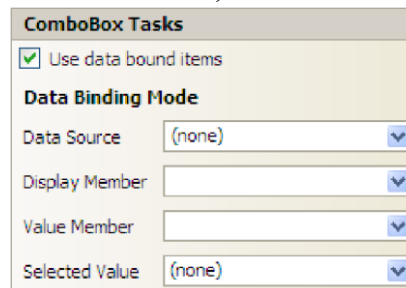 ComboBox Tasks
Use data bound items
Data Binding Mode
Data Source (none)
Display Member
Value Member
Selected Value (none)